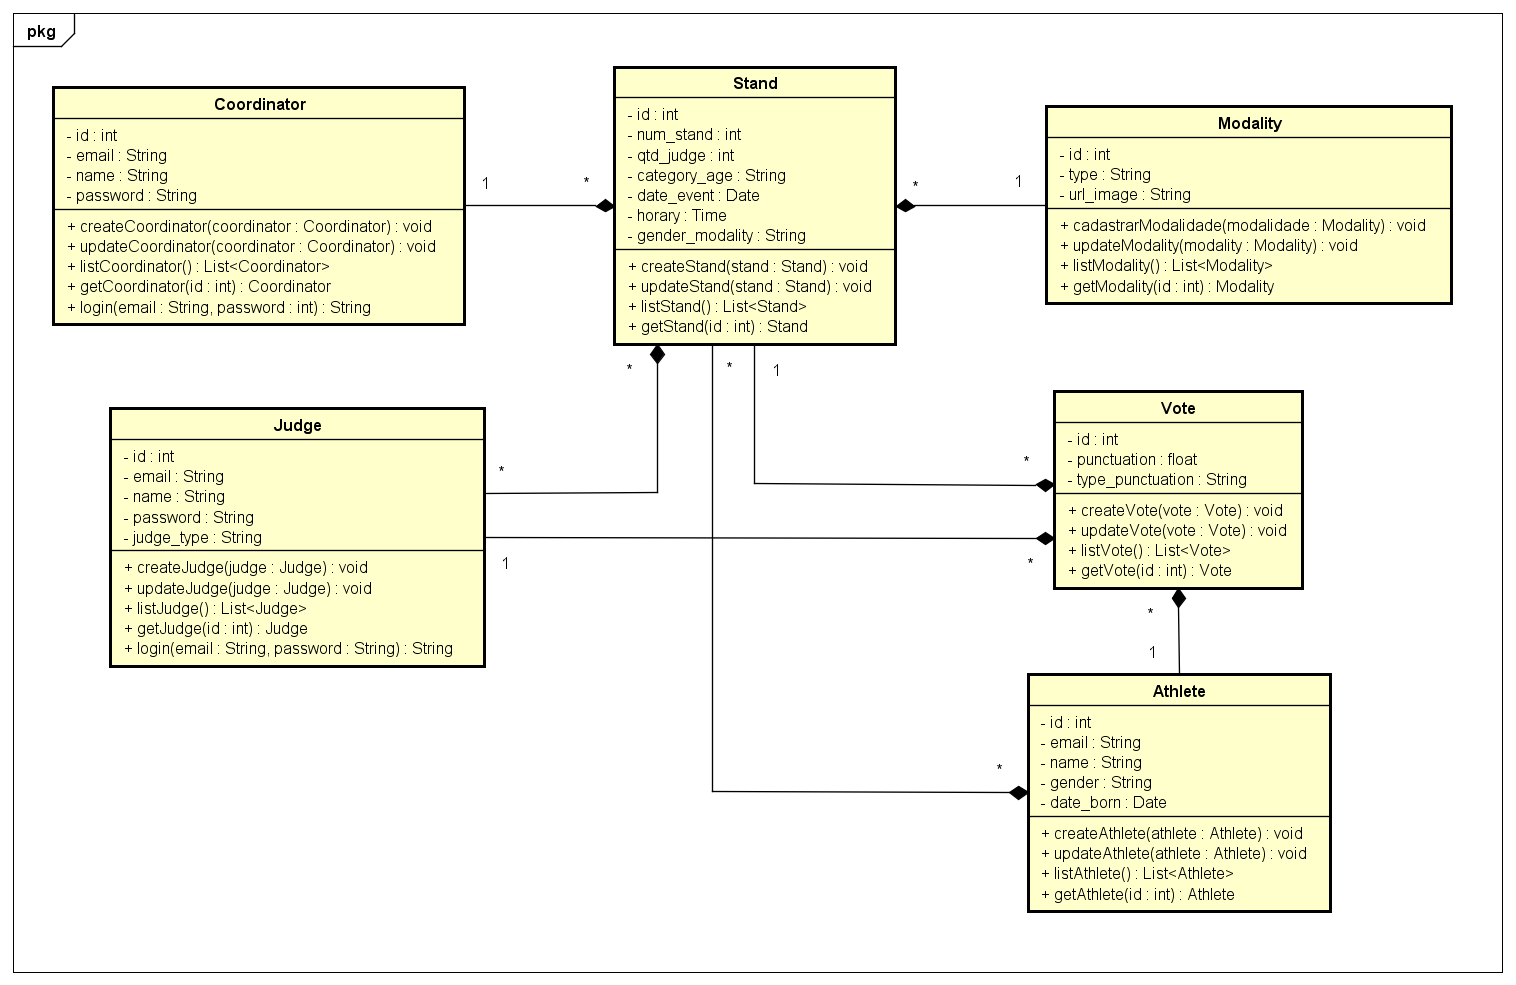 pkg
Coordinator
- id : int
- email : String
- name : String
- password : String
+ createCoordinator(coordinator : Coordinator) : void
+ updateCoordinator(coordinator : Coordinator) : void
+ listCoordinator() : List<Coordinator>
+ getCoordinator(id : int) : Coordinator
+ login(email : String, password : int) : String
1
*
Stand
- id : int
- num_stand : int
- qtd_judge : int
- category_age : String
- date_event : Date
- horary : Time
- gender_modality : String
+ createStand(stand : Stand) : void
+ updateStand(stand : Stand) : void
+ listStand() : List<Stand>
+ getStand(id : int) : Stand
*
1
Modality
- id : int
- type : String
- url_image : String
+ cadastrarModalidade(modalidade : Modality) : void
+ updateModality(modality : Modality) : void
+ listModality() : List<Modality>
+ getModality(id : int) : Modality
*
*
1
Judge
- id : int
- email : String
- name : String
- password : String
- judge_type : String
+ createJudge(judge : Judge) : void
+ updateJudge(judge : Judge) : void
+ listJudge() : List<Judge>
+ getJudge(id : int) : Judge
+ login(email : String, password : String) : String
*
1
*
*
Vote
- id : int
- punctuation : float
- type_punctuation : String
+ createVote(vote : Vote) : void
+ updateVote(vote : Vote) : void
+ listVote() : List<Vote>
+ getVote(id : int) : Vote
*
1
*
Athlete
- id : int
- email : String
- name : String
- gender : String
- date_born : Date
+ createAthlete(athlete : Athlete) : void
+ updateAthlete(athlete : Athlete) : void
+ listAthlete() : List<Athlete>
+ getAthlete(id : int) : Athlete